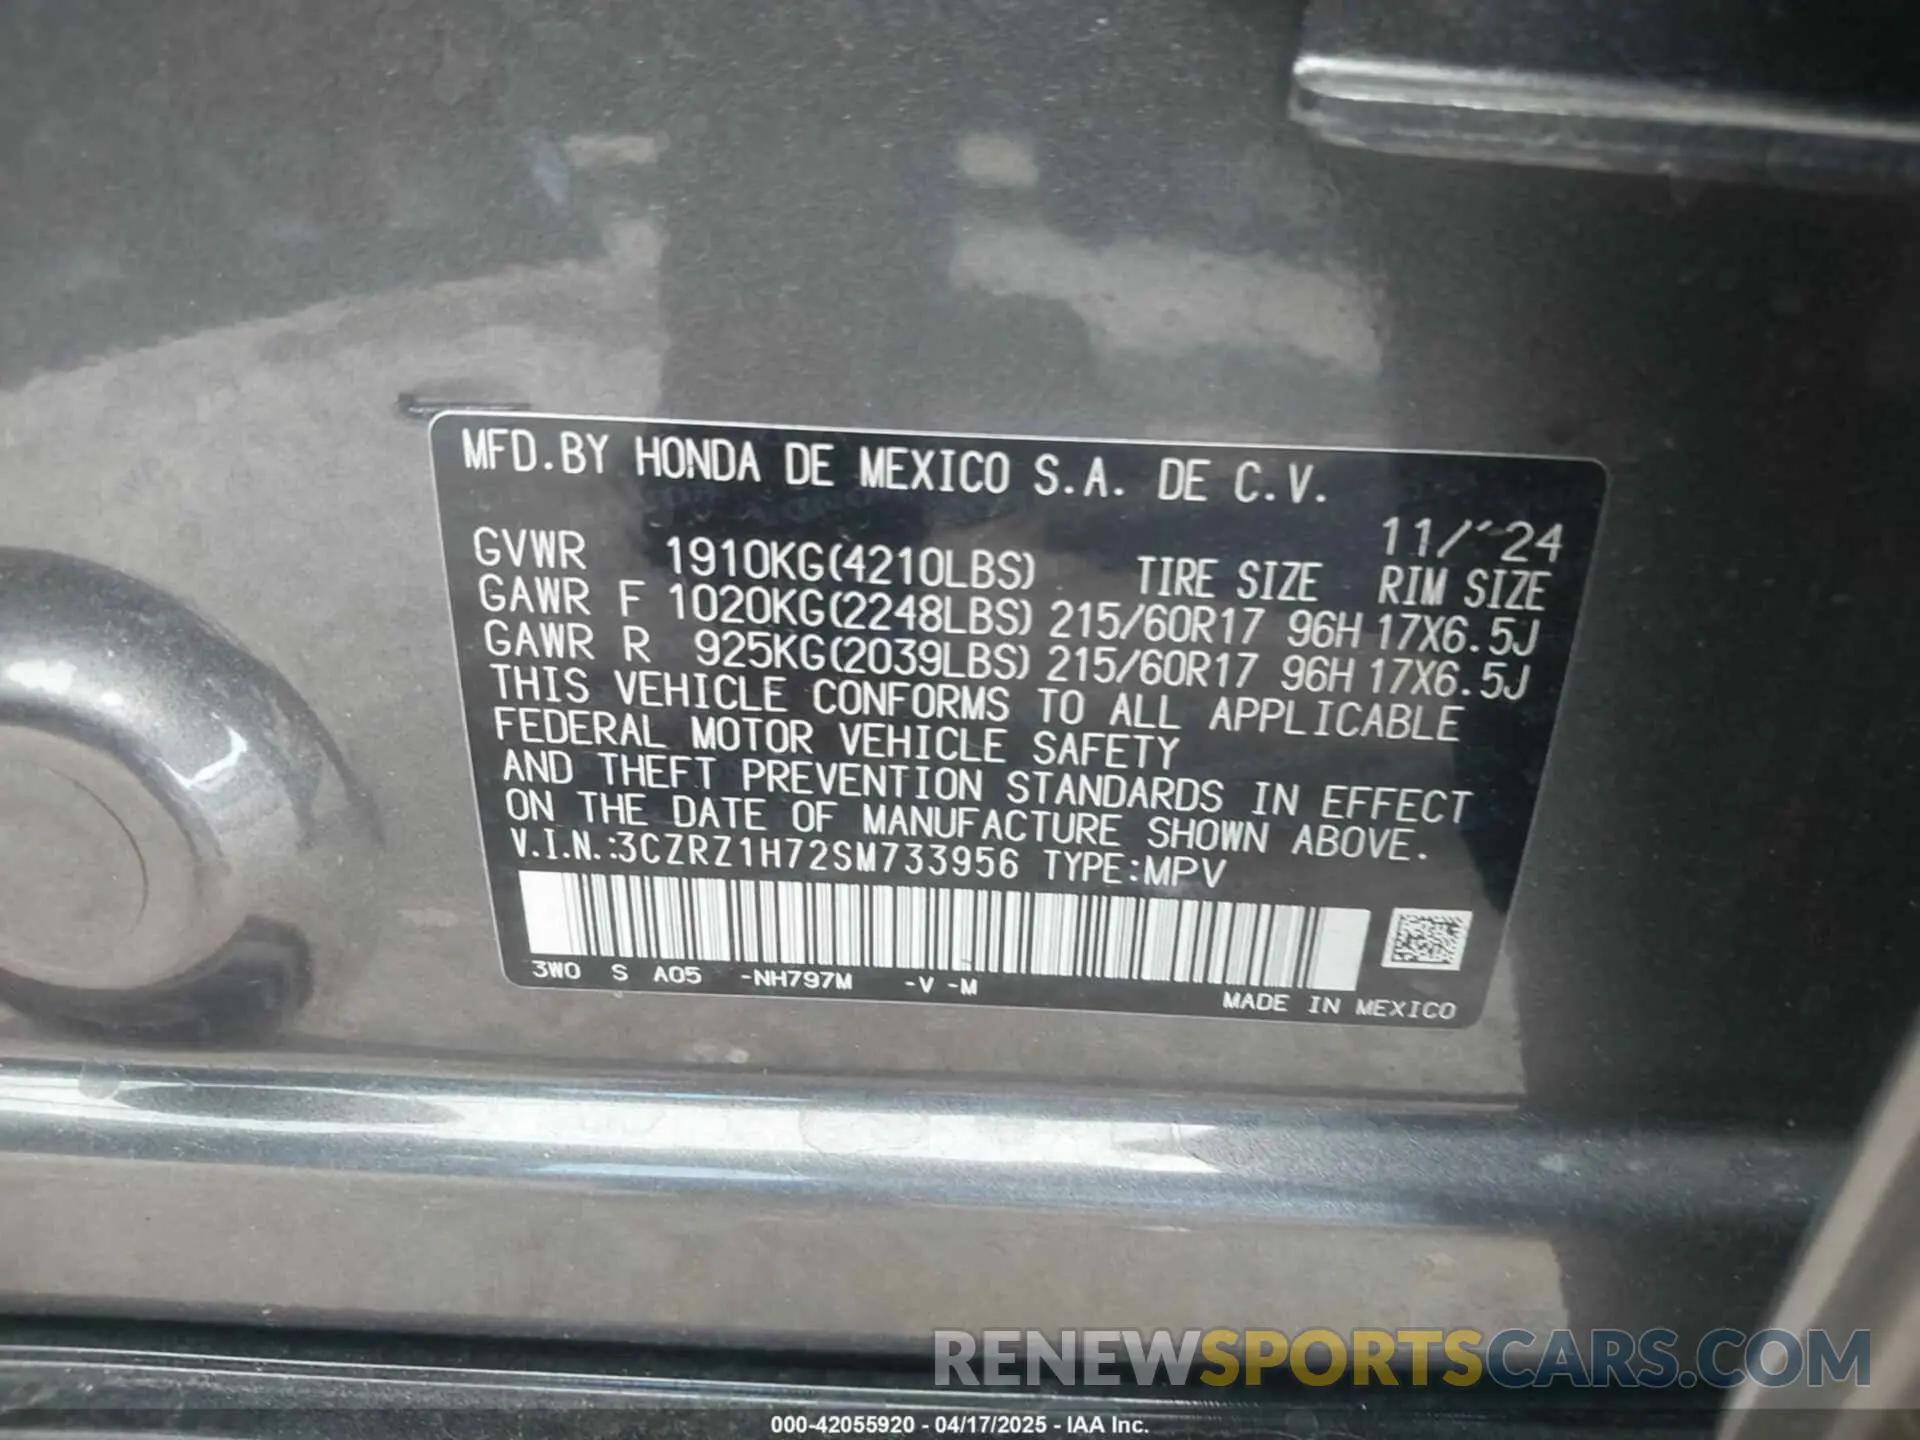 MFD.BY HONDA DE MEXICO S.A. DE C.V.
11/ 24
GVWR 1910KG(4210LBS) TIRE SIZE RIM SIZE
GAWR F 1020KG(2248LBS) 215/60R17 96H 17X6.5J
GAWR R 925KG(2039LBS) 215/60R17 96H 17X6.5J
THIS VEHICLE CONFORMS TO ALL APPLICABLE
FEDERAL MOTOR VEHICLE SAFETY
AND THEFT PREVENTION STANDARDS IN EFFECT
ON THE DATE OF MANUFACTURE SHOWN ABOVE.
V.I.N.:3CZRZ1H72SM733956 TYPE:MPV
3W0 S A05 -NH797M -V -M
MADE IN MEXICO
RENEWSPORTSCARS.COM
000-42055920 - 04/17/2025 - IAA Inc.